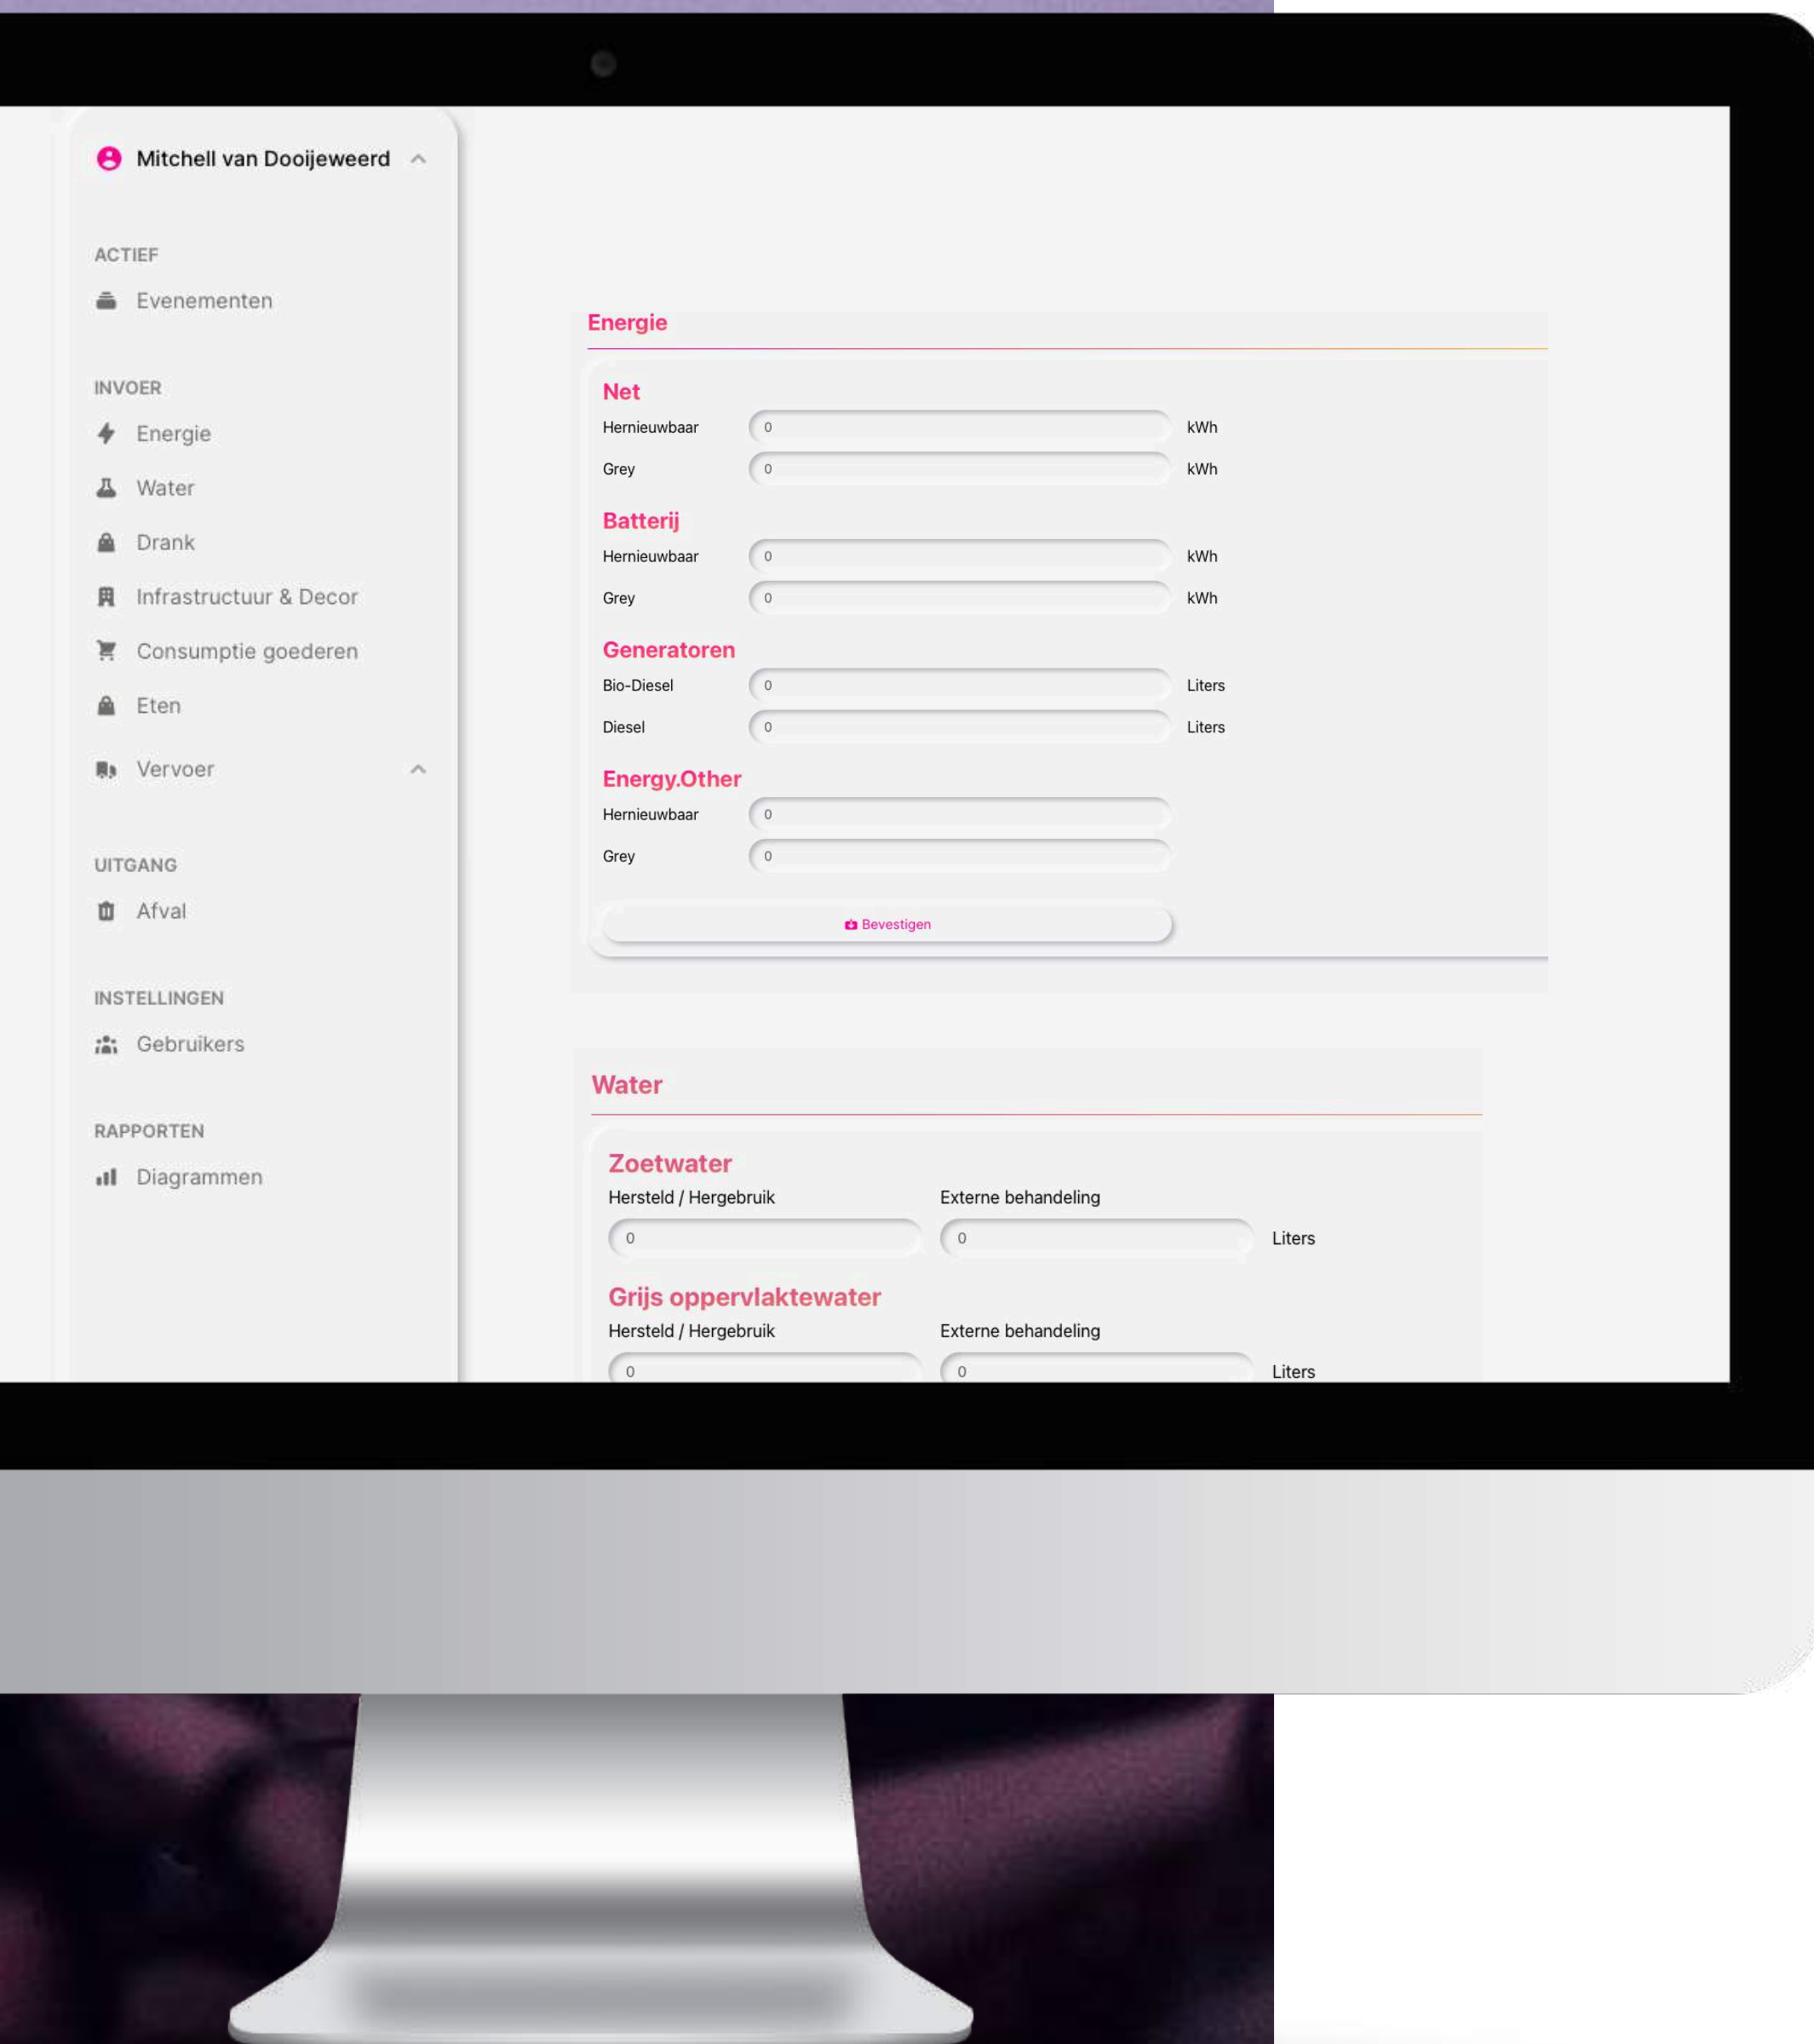 Mitchell van Dooijeweerd
ACTIEF
Evenementen
INVOER
Energie
Water
Drank
Infrastructuur & Decor
Consumptie goederen
Eten
Vervoer
UITGANG
Afval
INSTELLINGEN
Gebruikers
RAPPORTEN
Diagrammen
Energie
Net
Hernieuwbaar 0 kWh
Grey 0 kWh
Batterij
Hernieuwbaar 0 kWh
Grey 0 kWh
Generatoren
Bio-Diesel 0 Liters
Diesel 0 Liters
Energy.Other
Hernieuwbaar 0
Grey 0
Bevestigen
Water
Zoetwater
Hersteld / Hergebruik Externe behandeling
0 0 Liters
Grijs oppervlaktewater
Hersteld / Hergebruik Externe behandeling
0 0 Liters